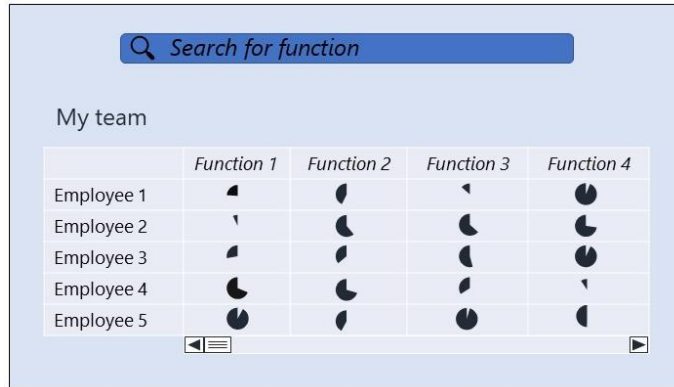 Search for function
My team
Function 1 Function 2 Function 3 Function 4
Employee 1
Employee 2
Employee 3
Employee 4
Employee 5